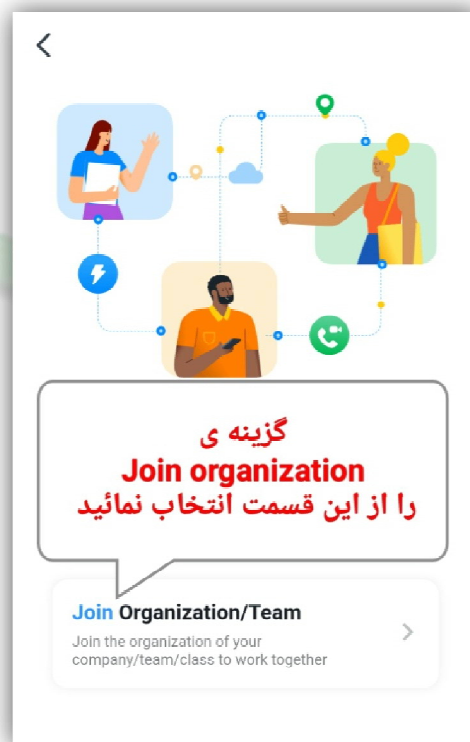 گزینه ی
Join organization
را از این قسمت انتخاب نمائید
Join Organization/Team
Join the organization of your
company/team/class to work together